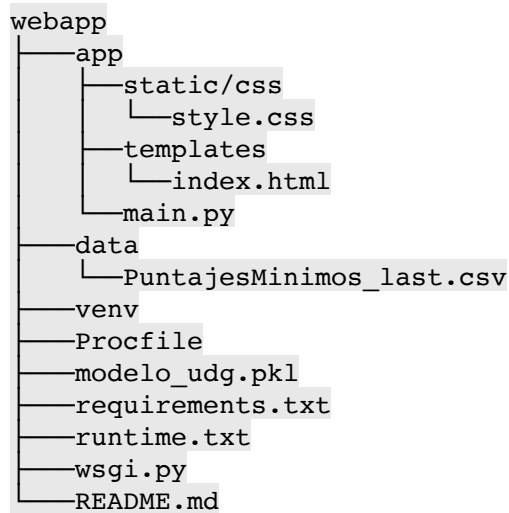 webapp
├──app
│  ├──static/css
│  │  └──style.css
│  ├──templates
│  │  └──index.html
│  └──main.py
├──data
│  └──PuntajesMinimos_last.csv
├──venv
├──Procfile
├──modelo_udg.pkl
├──requirements.txt
├──runtime.txt
├──wsgi.py
└──README.md